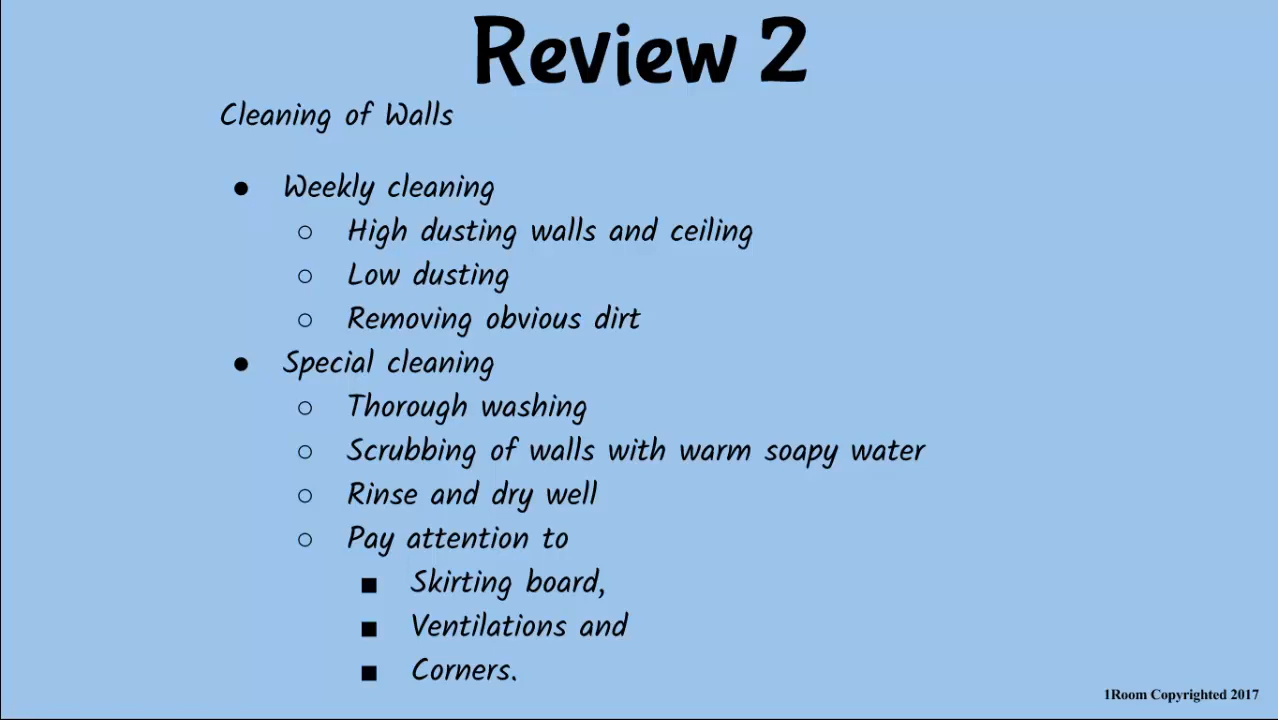 Review 2
Cleaning of Walls
● Weekly cleaning
○ High dusting walls and ceiling
○ Low dusting
○ Removing obvious dirt
● Special cleaning
○ Thorough washing
○ Scrubbing of walls with warm soapy water
○ Rinse and dry well
○ Pay attention to
■ Skirting board,
■ Ventilations and
■ Corners.
1Room Copyrighted 2017